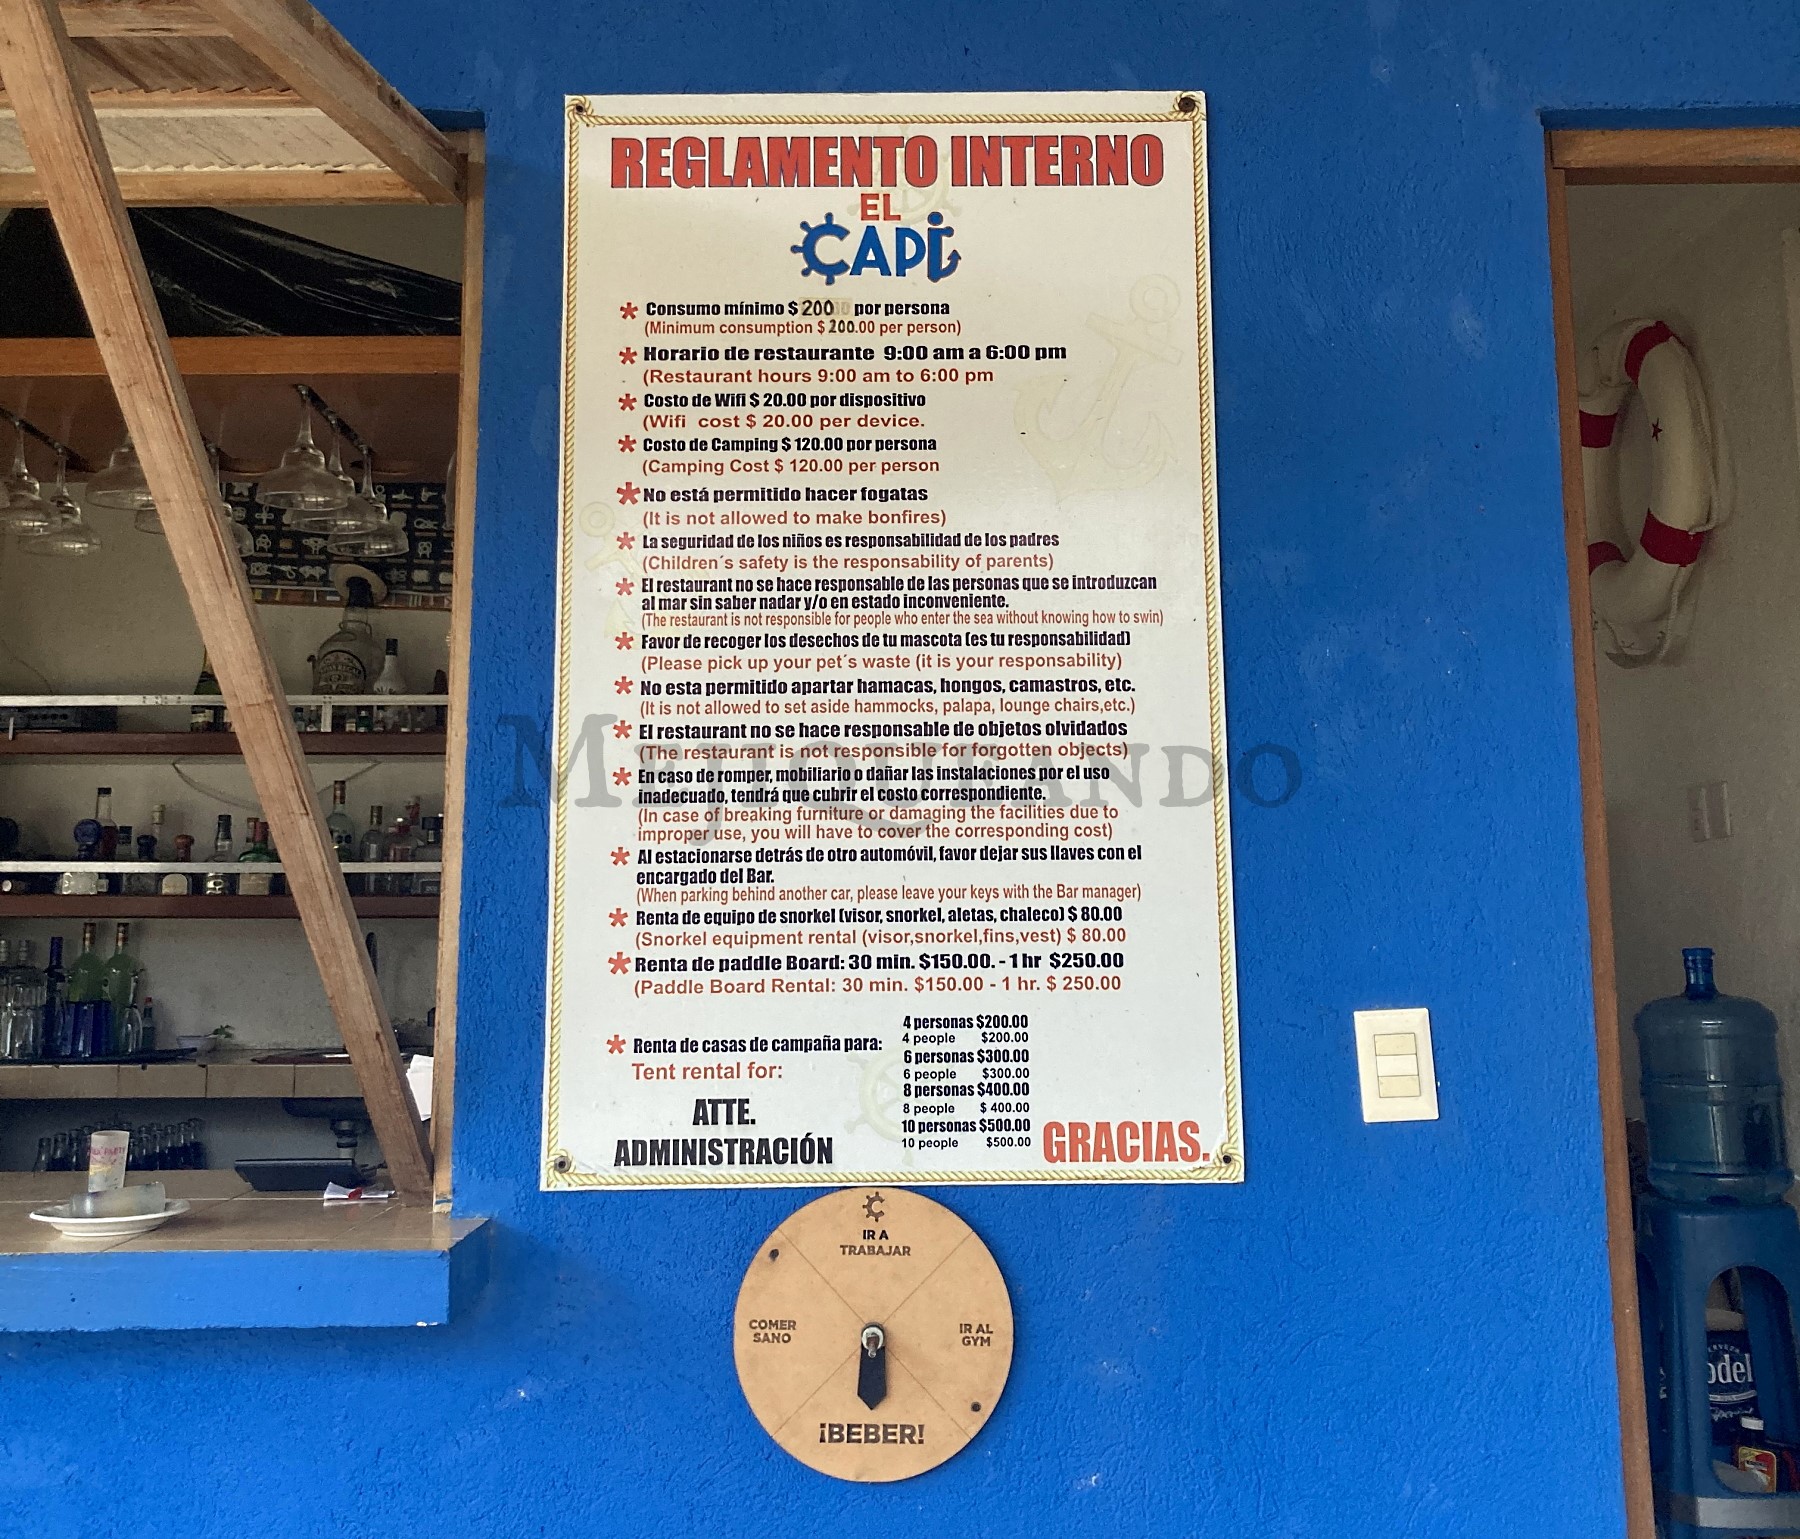 REGLAMENTO INTERNO
EL
CAPi
* Consumo mínimo $ 200 por persona
(Minimum consumption $ 200.00 per person)
* Horario de restaurante 9:00 am a 6:00 pm
(Restaurant hours 9:00 am to 6:00 pm
* Costo de Wifi $ 20.00 por dispositivo
(Wifi cost $ 20.00 per device.
* Costo de Camping $ 120.00 por persona
(Camping Cost $ 120.00 per person
* No está permitido hacer fogatas
(It is not allowed to make bonfires)
* La seguridad de los niños es responsabilidad de los padres
(Children´s safety is the responsability of parents)
* El restaurant no se hace responsable de las personas que se introduzcan
al mar sin saber nadar y/o en estado inconveniente.
(The restaurant is not responsible for people who enter the sea without knowing how to swin)
* Favor de recoger los desechos de tu mascota (es tu responsabilidad)
(Please pick up your pet´s waste (it is your responsability)
* No esta permitido apartar hamacas, hongos, camastros, etc.
(It is not allowed to set aside hammocks, palapa, lounge chairs,etc.)
* El restaurant no se hace responsable de objetos olvidados
(The restaurant is not responsible for forgotten objects)
MEJIQUEANDO
* En caso de romper, mobiliario o dañar las instalaciones por el uso
inadecuado, tendrá que cubrir el costo correspondiente.
(In case of breaking furniture or damaging the facilities due to
improper use, you will have to cover the corresponding cost)
* Al estacionarse detrás de otro automóvil, favor dejar sus llaves con el
encargado del Bar.
(When parking behind another car, please leave your keys with the Bar manager)
* Renta de equipo de snorkel (visor, snorkel, aletas, chaleco) $ 80.00
(Snorkel equipment rental (visor,snorkel,fins,vest) $ 80.00
* Renta de paddle Board: 30 min. $150.00. - 1 hr $250.00
(Paddle Board Rental: 30 min. $150.00 - 1 hr. $ 250.00
* Renta de casas de campaña para:
Tent rental for:
4 personas $200.00
4 people $200.00
6 personas $300.00
6 people $300.00
8 personas $400.00
8 people $ 400.00
10 personas $500.00
10 people $500.00
ATTE.
ADMINISTRACIÓN
GRACIAS.
C
IR A
TRABAJAR
COMER
SANO
IR AL
GYM
¡BEBER!